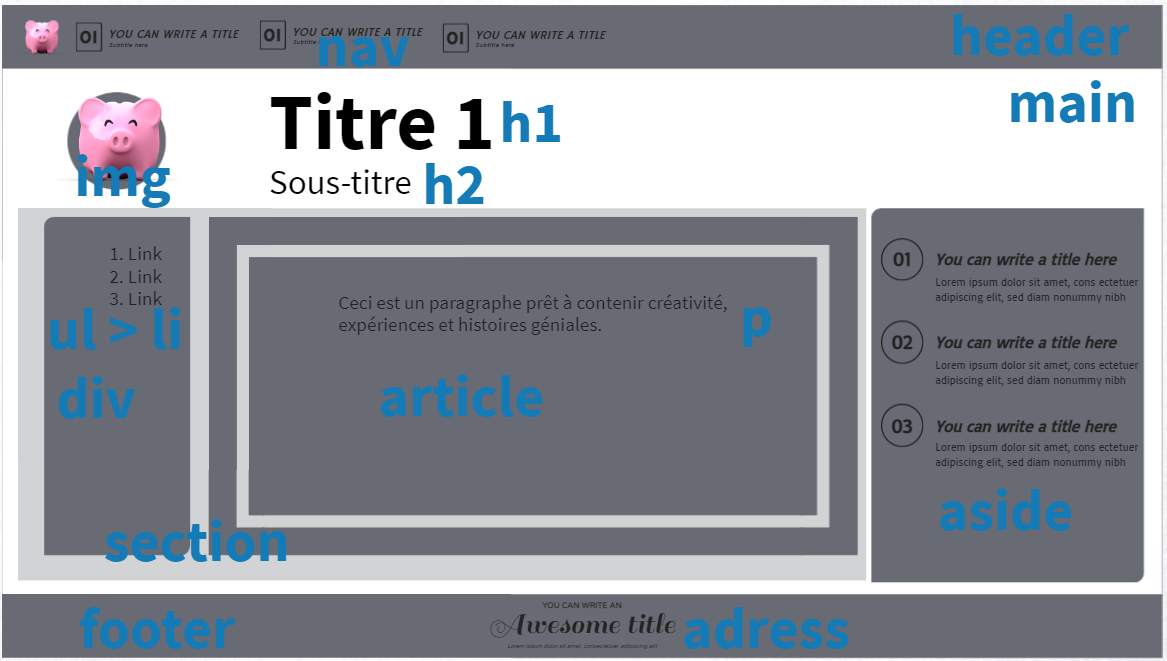 01 YOU CAN WRITE A TITLE
Subtitle here
01 YOU CAN WRITE A TITLE
Subtitle here
01 YOU CAN WRITE A TITLE
Subtitle here
nav
header
main
Titre 1 h1
Sous-titre h2
img
1. Link
2. Link
3. Link
ul > li
div
Ceci est un paragraphe prêt à contenir créativité,
expériences et histoires géniales.
p
article
section
01 You can write a title here
Lorem ipsum dolor sit amet, cons ectetuer
adipiscing elit, sed diam nonummy nibh
02 You can write a title here
Lorem ipsum dolor sit amet, cons ectetuer
adipiscing elit, sed diam nonummy nibh
03 You can write a title here
Lorem ipsum dolor sit amet, cons ectetuer
adipiscing elit, sed diam nonummy nibh
aside
footer
YOU CAN WRITE AN
Awesome title
Lorem ipsum dolor sit amet, consectetuer adipiscing elit
adress